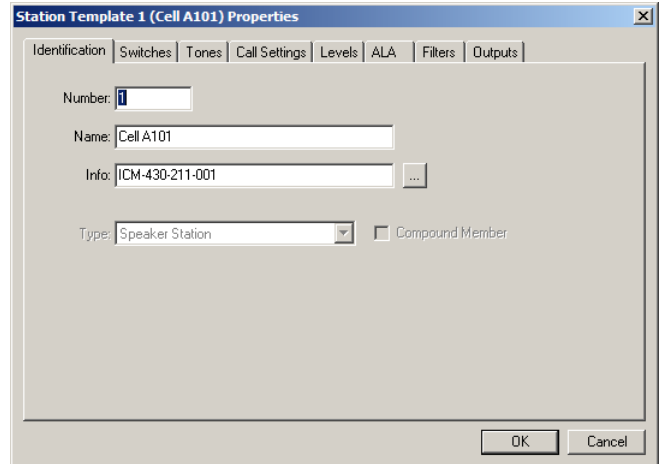 Station Template 1 (Cell A101) Properties
Identification Switches Tones Call Settings Levels ALA Filters Outputs
Number: 1
Name: Cell A101
Info: ICM-430-211-001 ...
Type: Speaker Station Compound Member
OK Cancel